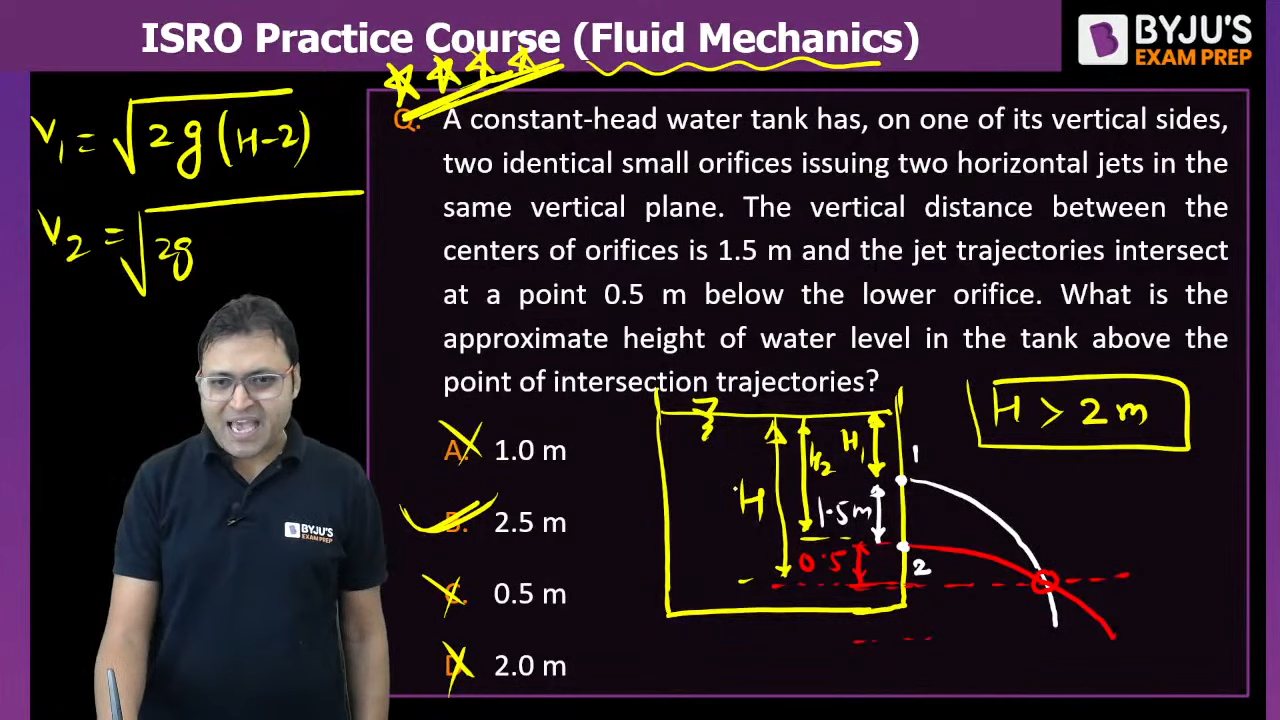 ISRO Practice Course (Fluid Mechanics)
BYJU'S
EXAM PREP
V1 = √2g(H-2)
V2 = √2g
Q. A constant-head water tank has, on one of its vertical sides,
two identical small orifices issuing two horizontal jets in the
same vertical plane. The vertical distance between the
centers of orifices is 1.5 m and the jet trajectories intersect
at a point 0.5 m below the lower orifice. What is the
approximate height of water level in the tank above the
point of intersection trajectories?
H > 2m
A. 1.0 m
B. 2.5 m
C. 0.5 m
D. 2.0 m
H
H2
H1
1
1.5m
0.5
2
BYJU'S
EXAM PREP